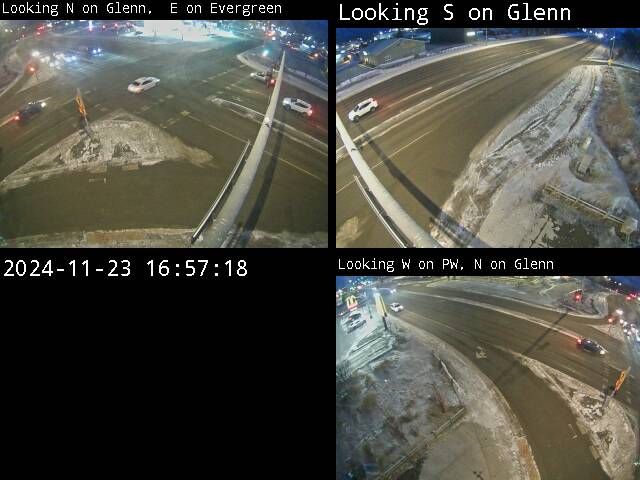 Looking N on Glenn,  E on Evergreen
Looking S on Glenn
2024-11-23 16:57:18
Looking W on PW, N on Glenn